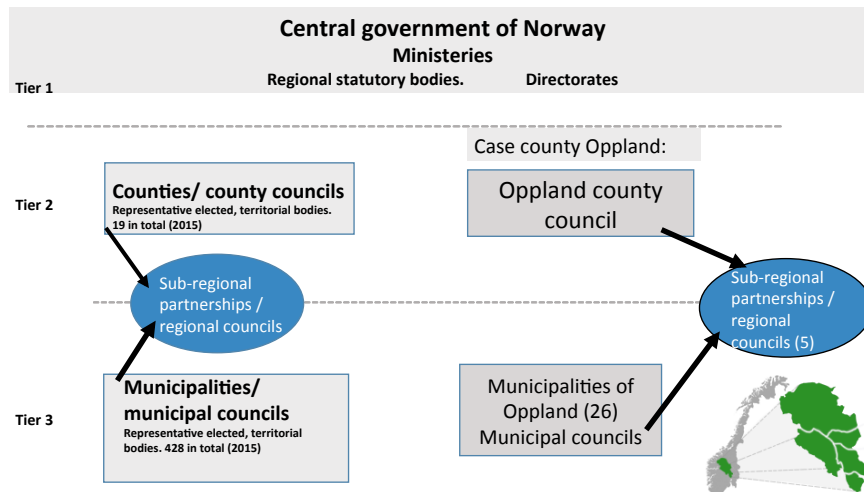 Central government of Norway
Ministeries
Regional statutory bodies. Directorates
Tier 1
Case county Oppland:
Counties/ county councils
Representative elected, territorial bodies.
19 in total (2015)
Oppland county
council
Tier 2
Sub-regional
partnerships /
regional councils
Sub-regional
partnerships /
regional
councils (5)
Municipalities/
municipal councils
Representative elected, territorial
bodies. 428 in total (2015)
Municipalities of
Oppland (26)
Municipal councils
Tier 3